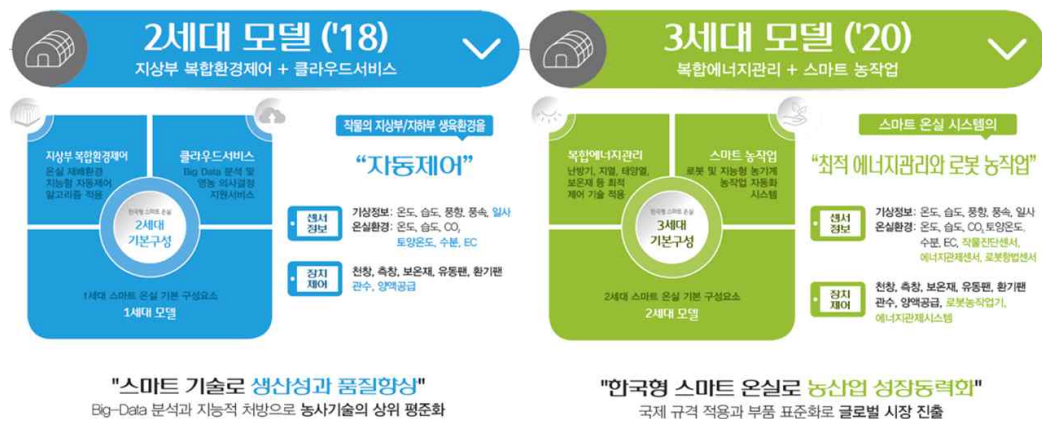 2세대 모델 ('18)
지상부 복합환경제어 + 클라우드서비스
지상부 복합환경제어
온실 재배환경
지능형 자동제어
알고리즘 적용
클라우드서비스
Big Data 분석 및
영농 의사결정
지원서비스
한국형 스마트 온실
2세대
기본구성
1세대 스마트 온실 기본 구성요소
1세대 모델
작물의 지상부/지하부 생육환경을
"자동제어"
센서
정보
기상정보: 온도, 습도, 풍향, 풍속, 일사
온실환경: 온도, 습도, CO,
토양온도, 수분, EC
장치
제어
천창, 측창, 보온재, 유동팬, 환기팬
관수, 양액공급
"스마트 기술로 생산성과 품질향상"
Big-Data 분석과 지능적 처방으로 농사기술의 상위 평준화
3세대 모델 ('20)
복합에너지관리 + 스마트 농작업
복합에너지관리
난방기, 지열, 태양열,
보온재 등 최적
제어 기술 적용
스마트 농작업
로봇 및 지능형 농기계
농작업 자동화
시스템
한국형 스마트 온실
3세대
기본구성
2세대 스마트 온실 기본 구성요소
2세대 모델
스마트 온실 시스템의
"최적 에너지관리와 로봇 농작업"
센서
정보
기상정보: 온도, 습도, 풍향, 풍속, 일사
온실환경: 온도, 습도, CO, 토양온도,
수분, EC, 작물진단센서,
에너지관제센서, 로봇항법센서
장치
제어
천창, 측창, 보온재, 유동팬, 환기팬
관수, 양액공급, 로봇농작업기,
에너지관제시스템
"한국형 스마트 온실로 농산업 성장동력화"
국제 규격 적용과 부품 표준화로 글로벌 시장 진출